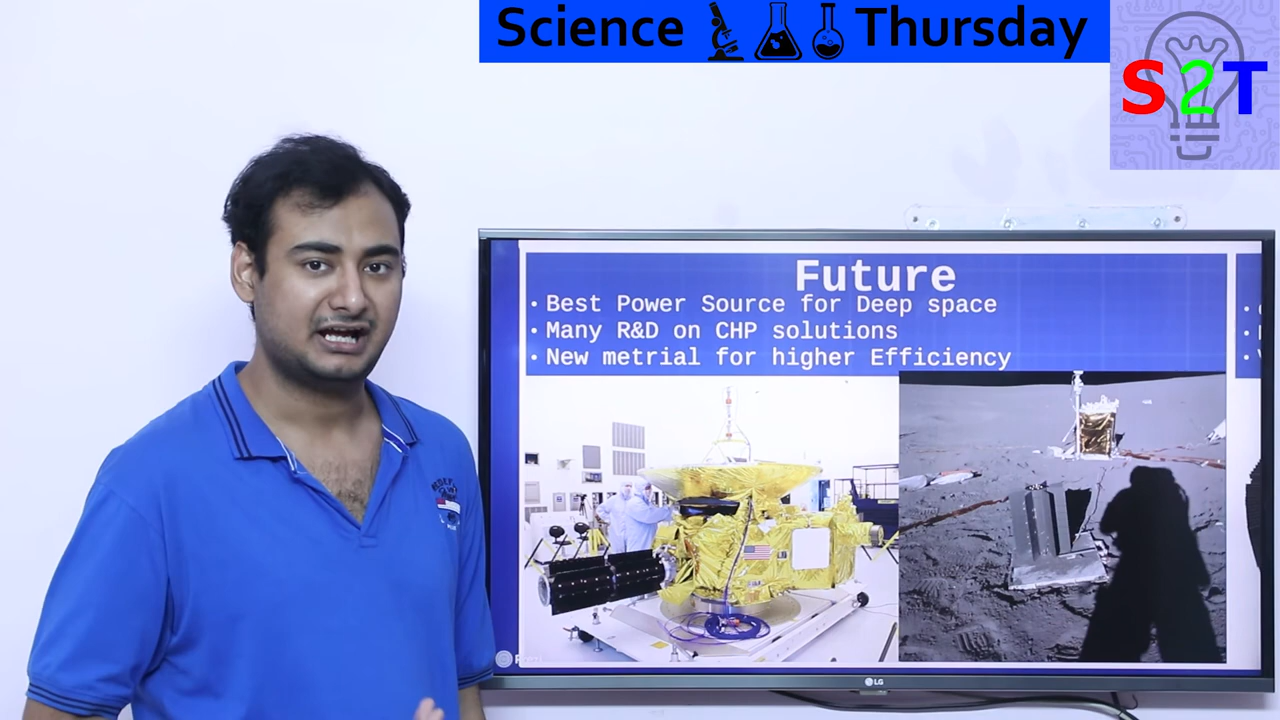 Science Thursday
S2T
Future
• Best Power Source for Deep space
• Many R&D on CHP solutions
• New metrial for higher Efficiency
LG